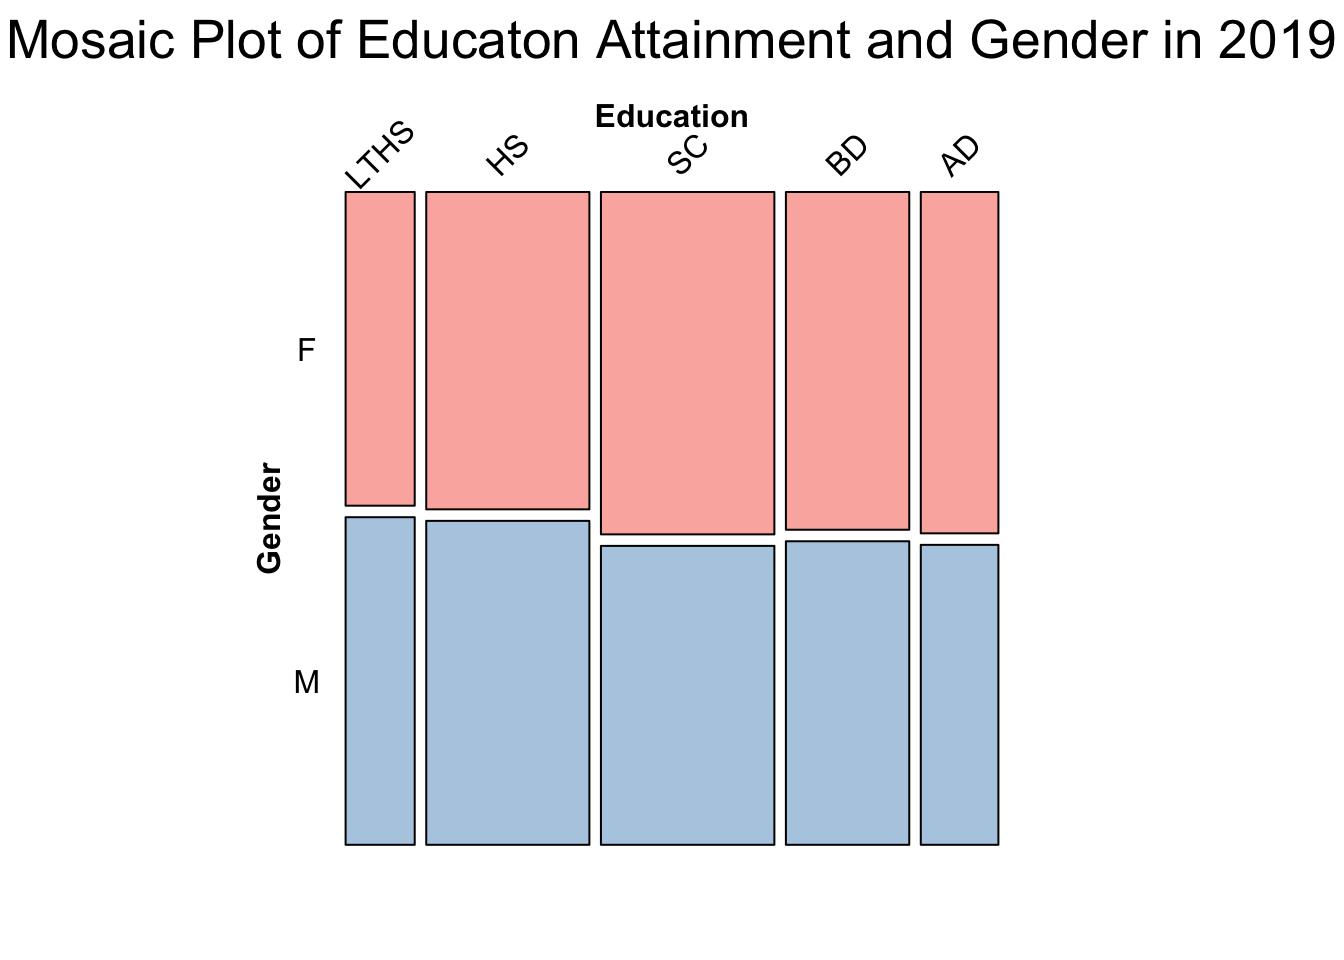 Mosaic Plot of Educaton Attainment and Gender in 2019
Education
LTHS HS SC BD AD
F
Gender
M